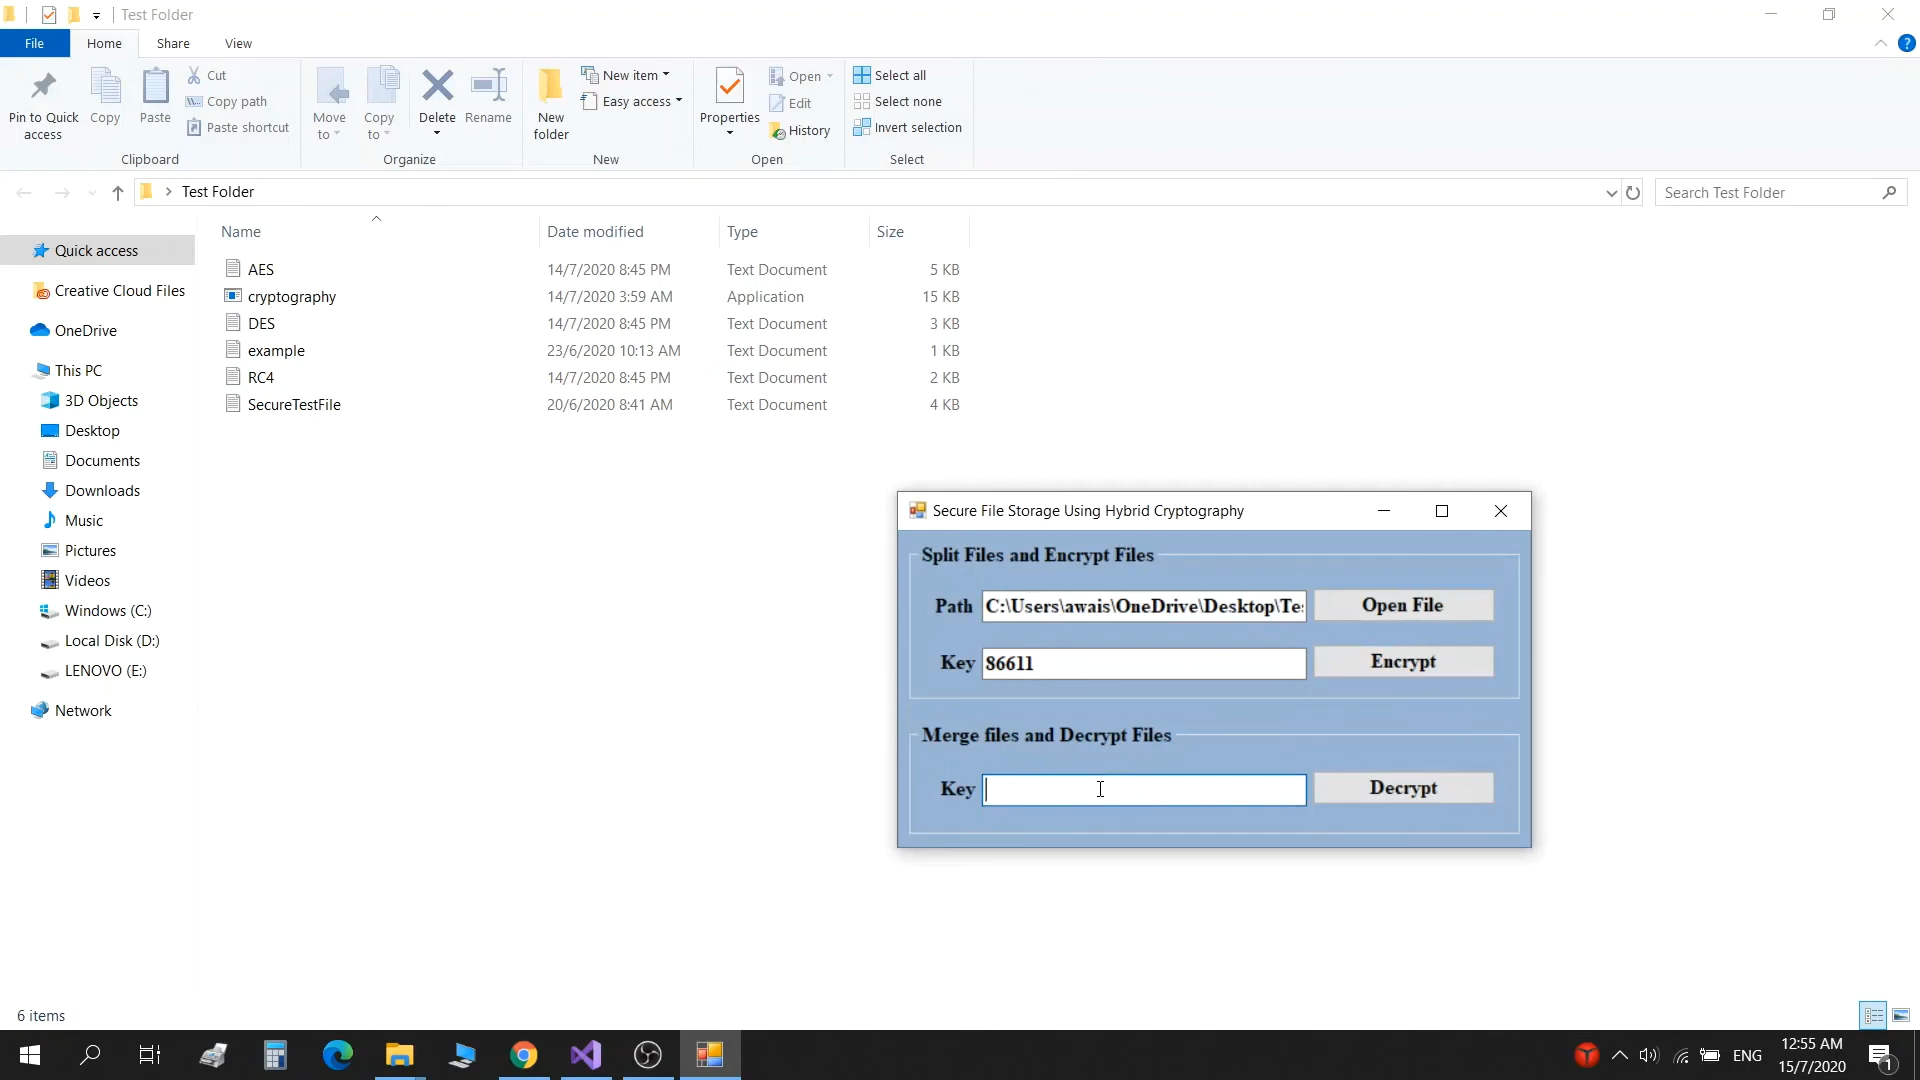 Test Folder
File Home Share View
Pin to Quick access
Copy
Paste
Cut
Copy path
Paste shortcut
Clipboard
Move to
Copy to
Delete
Rename
Organize
New folder
New item
Easy access
New
Properties
Open
Edit
History
Open
Select all
Select none
Invert selection
Select
Test Folder
Search Test Folder
Quick access
Creative Cloud Files
OneDrive
This PC
3D Objects
Desktop
Documents
Downloads
Music
Pictures
Videos
Windows (C:)
Local Disk (D:)
LENOVO (E:)
Network
Name Date modified Type Size
AES 14/7/2020 8:45 PM Text Document 5 KB
cryptography 14/7/2020 3:59 AM Application 15 KB
DES 14/7/2020 8:45 PM Text Document 3 KB
example 23/6/2020 10:13 AM Text Document 1 KB
RC4 14/7/2020 8:45 PM Text Document 2 KB
SecureTestFile 20/6/2020 8:41 AM Text Document 4 KB
Secure File Storage Using Hybrid Cryptography
Split Files and Encrypt Files
Path C:\Users\awais\OneDrive\Desktop\Te Open File
Key 86611 Encrypt
Merge files and Decrypt Files
Key Decrypt
6 items
ENG
12:55 AM
15/7/2020
1